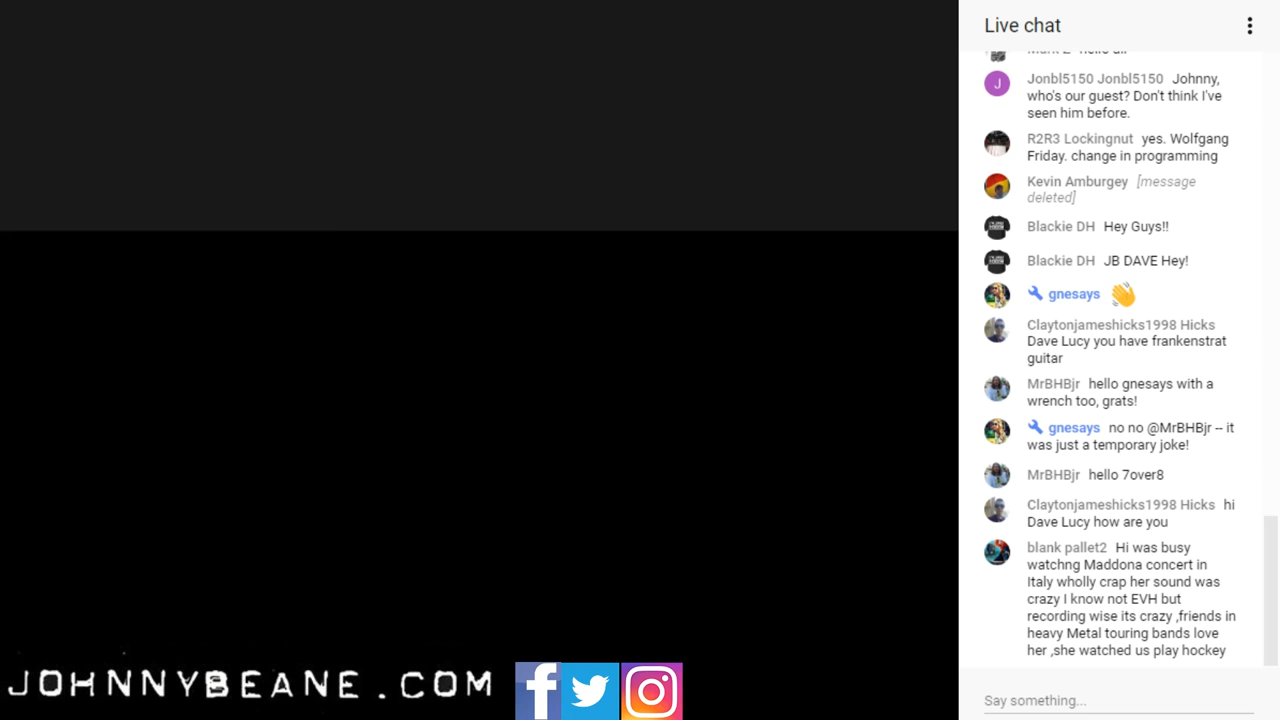 Live chat
Jonbl5150 Jonbl5150 Johnny,
who's our guest? Don't think I've
seen him before.
R2R3 Lockingnut yes. Wolfgang
Friday. change in programming
Kevin Amburgey [message
deleted]
Blackie DH Hey Guys!!
Blackie DH JB DAVE Hey!
gnesays
Claytonjameshicks1998 Hicks
Dave Lucy you have frankenstrat
guitar
MrBHBjr hello gnesays with a
wrench too, grats!
gnesays no no @MrBHBjr -- it
was just a temporary joke!
MrBHBjr hello 7over8
Claytonjameshicks1998 Hicks hi
Dave Lucy how are you
blank pallet2 Hi was busy
watchng Maddona concert in
Italy wholly crap her sound was
crazy I know not EVH but
recording wise its crazy ,friends in
heavy Metal touring bands love
her ,she watched us play hockey
Say something...
JOHNNYBEANE.COM